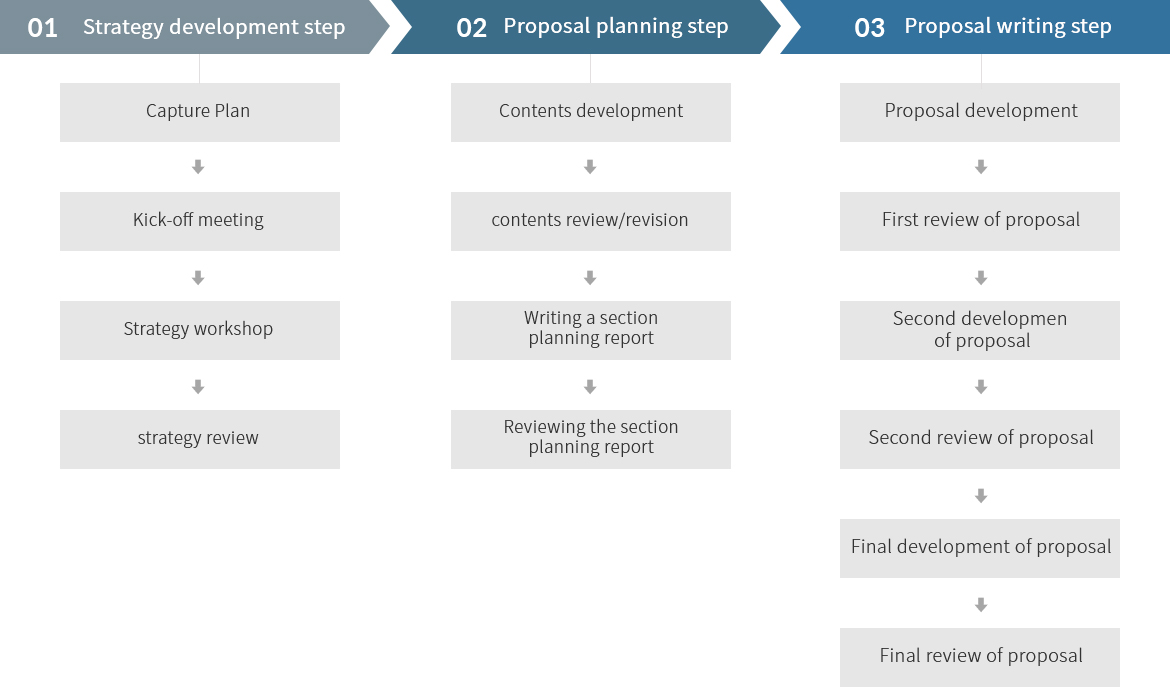 01 Strategy development step
Capture Plan
Kick-off meeting
Strategy workshop
strategy review
02 Proposal planning step
Contents development
contents review/revision
Writing a section
planning report
Reviewing the section
planning report
03 Proposal writing step
Proposal development
First review of proposal
Second developmen
of proposal
Second review of proposal
Final development of proposal
Final review of proposal